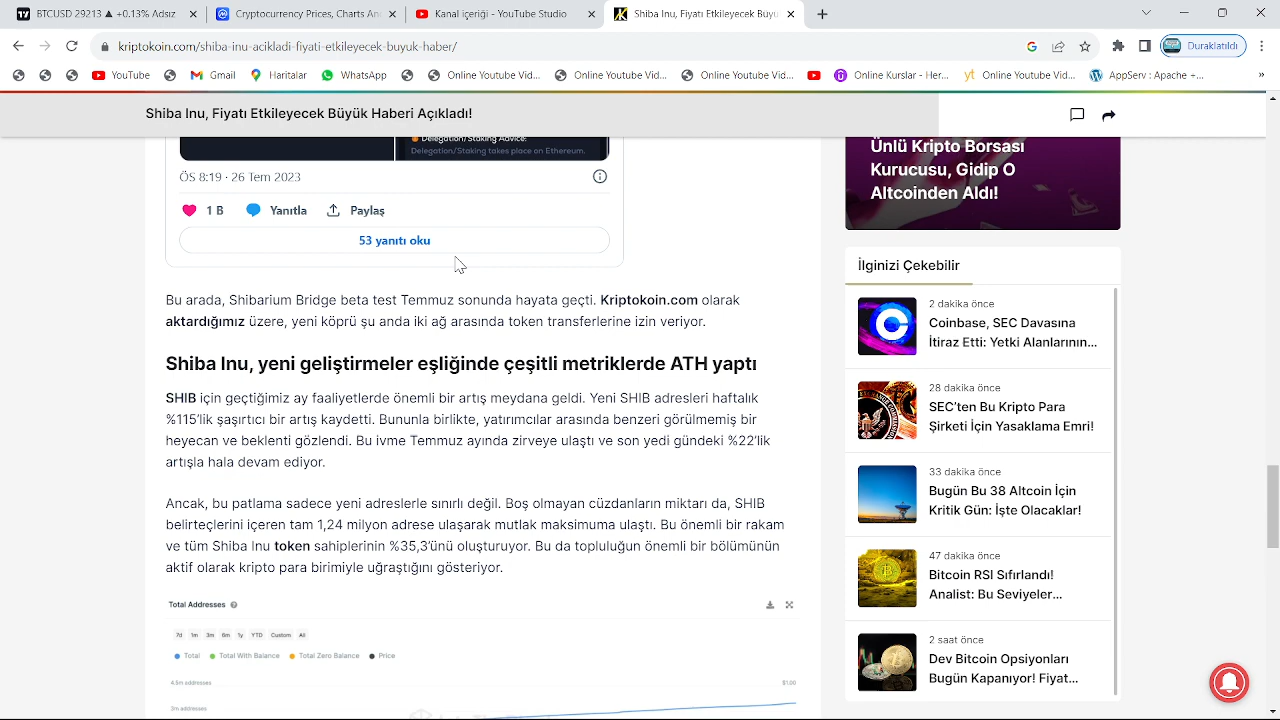 BTCUSD 29213 ▲ +0.13% Adsız
Cryptocurrency Prices, Charts An
Kanal içeriği - YouTube Studio
Shiba Inu, Fiyatı Etkileyecek Büyü
kriptokoin.com/shiba-inu-acikladi-fiyati-etkileyecek-buyuk-haber/
Duraklatıldı
YouTube
Gmail
Haritalar
WhatsApp
Online Youtube Vid...
Online Youtube Vid...
Online Youtube Vid...
Online Kurslar - Her...
Online Youtube Vid...
AppServ : Apache +...
»
Shiba Inu, Fiyatı Etkileyecek Büyük Haberi Açıkladı!
Delegation/Staking Advice:
Delegation/Staking takes place on Ethereum.
ÖS 8:19 · 26 Tem 2023
1 B Yanıtla Paylaş
53 yanıtı oku
Bu arada, Shibarium Bridge beta test Temmuz sonunda hayata geçti. Kriptokoin.com olarak
aktardığımız üzere, yeni köprü şu anda iki ağ arasında token transferlerine izin veriyor.
Shiba Inu, yeni geliştirmeler eşliğinde çeşitli metriklerde ATH yaptı
SHIB için geçtiğimiz ay faaliyetlerde önemli bir artış meydana geldi. Yeni SHIB adresleri haftalık
%115'lik şaşırtıcı bir artış kaydetti. Bununla birlikte, yatırımcılar arasında benzeri görülmemiş bir
heyecan ve beklenti gözlendi. Bu ivme Temmuz ayında zirveye ulaştı ve son yedi gündeki %22'lik
artışla hala devam ediyor.
Ancak, bu patlama sadece yeni adreslerle sınırlı değil. Boş olmayan cüzdanların miktarı da, SHIB
belirteçlerini içeren tam 1,24 milyon adrese ulaşarak mutlak maksimuma ulaştı. Bu önemli bir rakam
ve tüm Shiba Inu token sahiplerinin %35,3'ünü oluşturuyor. Bu da topluluğun önemli bir bölümünün
aktif olarak kripto para birimiyle uğraştığını gösteriyor.
Total Addresses
7d 1m 3m 6m 1y YTD Custom All
Total Total With Balance Total Zero Balance Price
4.5m addresses $1.00
3m addresses
Ünlü Kripto Borsası
Kurucusu, Gidip O
Altcoinden Aldı!
İlginizi Çekebilir
2 dakika önce
Coinbase, SEC Davasına
İtiraz Etti: Yetki Alanlarının...
28 dakika önce
SEC'ten Bu Kripto Para
Şirketi İçin Yasaklama Emri!
33 dakika önce
Bugün Bu 38 Altcoin İçin
Kritik Gün: İşte Olacaklar!
47 dakika önce
Bitcoin RSI Sıfırlandı!
Analist: Bu Seviyeler...
2 saat önce
Dev Bitcoin Opsiyonları
Bugün Kapanıyor! Fiyat...